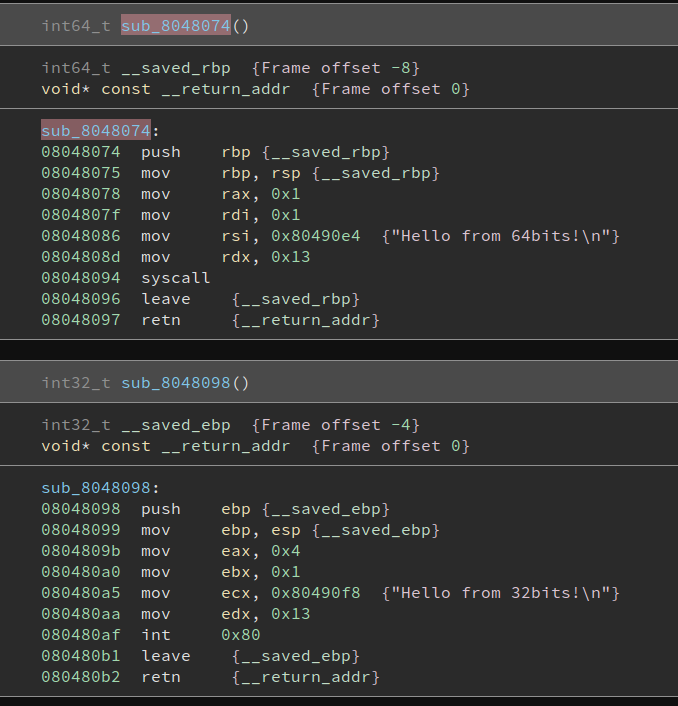 int64_t sub_8048074()
int64_t __saved_rbp {Frame offset -8}
void* const __return_addr {Frame offset 0}
sub_8048074:
08048074 push rbp {__saved_rbp}
08048075 mov rbp, rsp {__saved_rbp}
08048078 mov rax, 0x1
0804807f mov rdi, 0x1
08048086 mov rsi, 0x80490e4 {"Hello from 64bits!\n"}
0804808d mov rdx, 0x13
08048094 syscall
08048096 leave {__saved_rbp}
08048097 retn {__return_addr}
int32_t sub_8048098()
int32_t __saved_ebp {Frame offset -4}
void* const __return_addr {Frame offset 0}
sub_8048098:
08048098 push ebp {__saved_ebp}
08048099 mov ebp, esp {__saved_ebp}
0804809b mov eax, 0x4
080480a0 mov ebx, 0x1
080480a5 mov ecx, 0x80490f8 {"Hello from 32bits!\n"}
080480aa mov edx, 0x13
080480af int 0x80
080480b1 leave {__saved_ebp}
080480b2 retn {__return_addr}